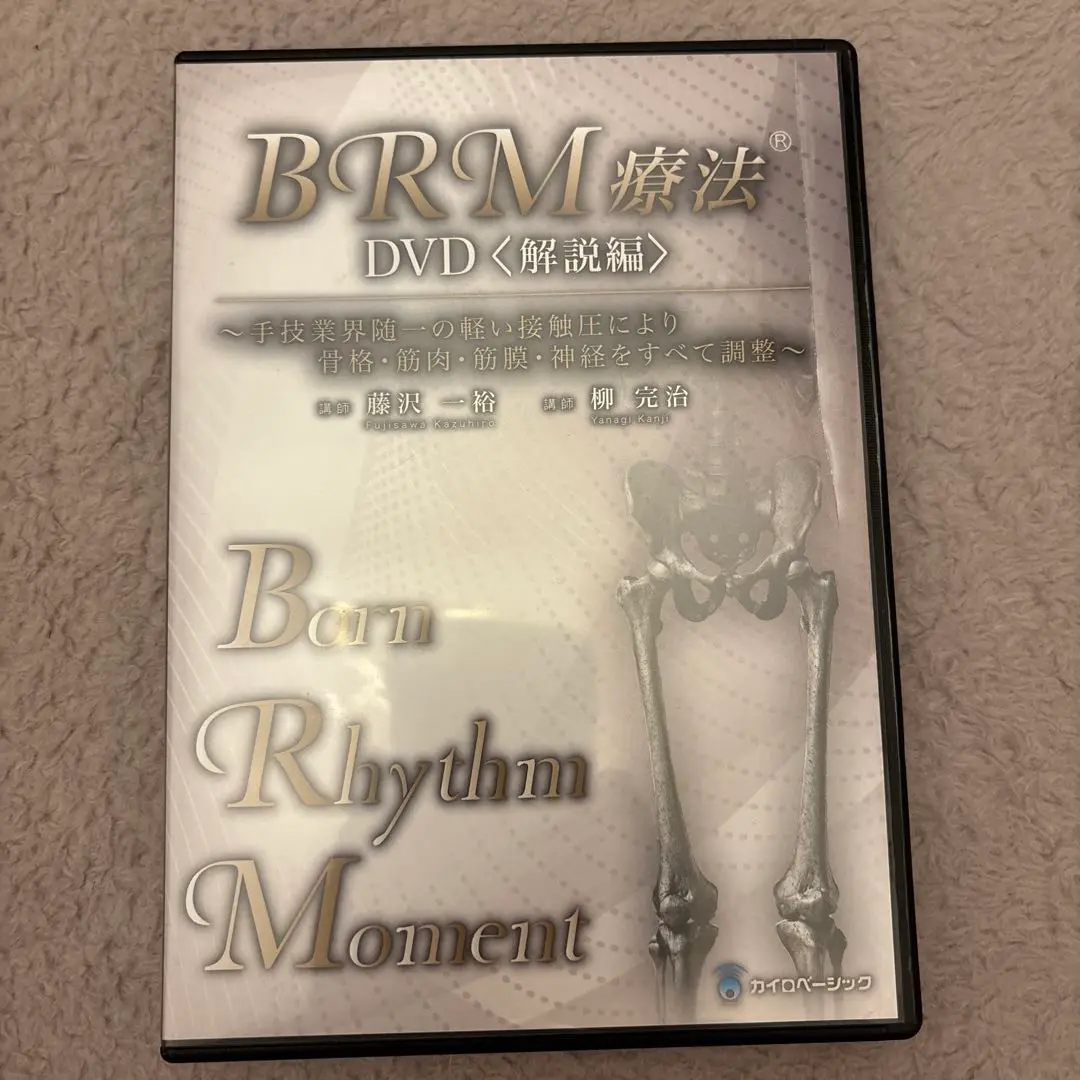 BRM療法®
DVD〈解説編〉
～手技業界随一の軽い接触圧により
骨格・筋肉・筋膜・神経をすべて調整～
講師 藤沢 一裕 講師 柳 完治
Fujisawa Kazuhiro Yanagi Kanji
Born
Rhythm
Moment
カイロベーシック